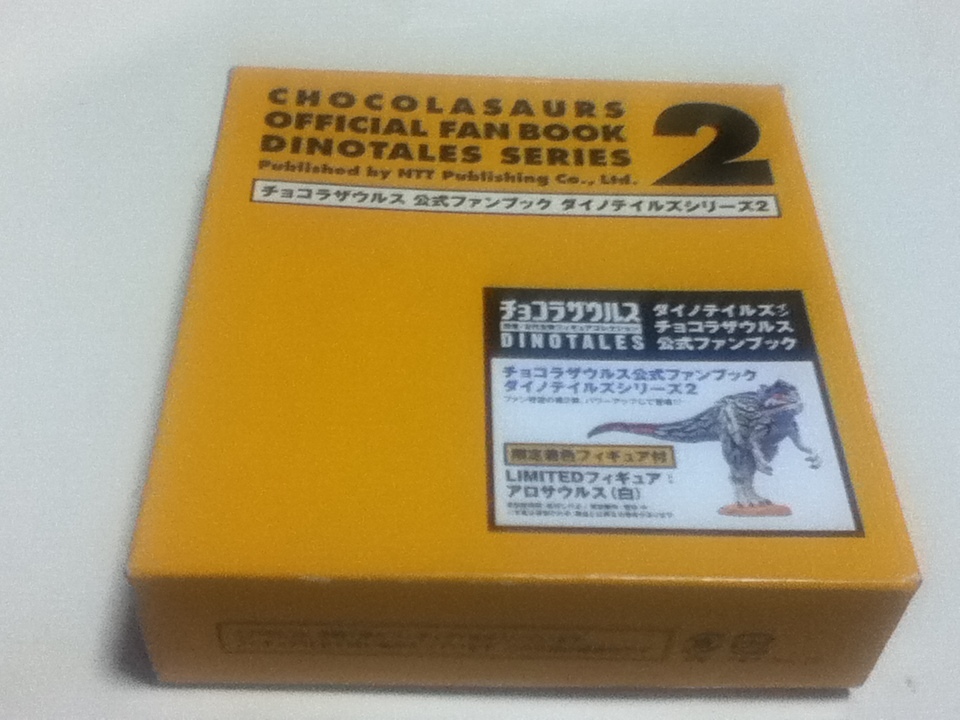 CHOCOLASAURS
OFFICIAL FAN BOOK
DINOTALES SERIES
2
Published by NTT Publishing Co., Ltd.
チョコラザウルス 公式ファンブック ダイノテイルズシリーズ2
チョコラザウルス
DINOTALES
ダイノテイルズイン
チョコラザウルス
公式ファンブック
チョコラザウルス公式ファンブック
ダイノテイルズシリーズ2
限定着色フィギュア付
LIMITEDフィギュア:
アロサウルス(白)